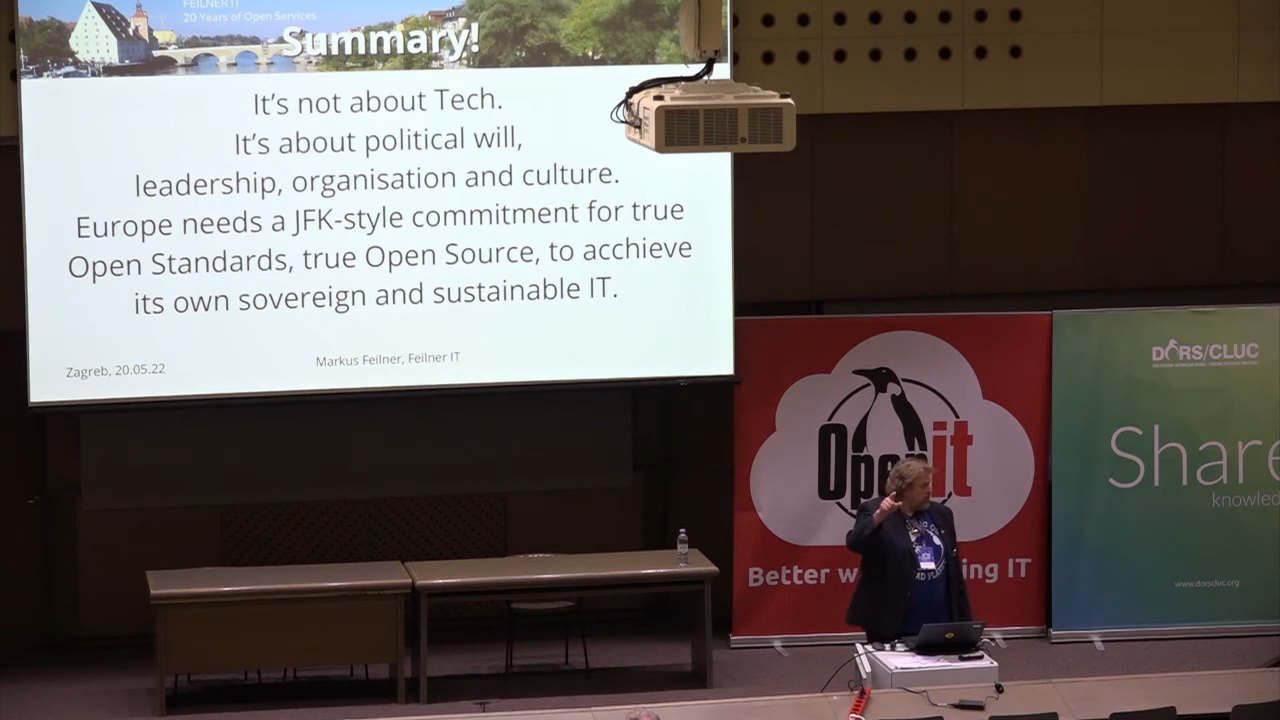 FEILNER IT
20 Years of Open Services
Summary!
It's not about Tech.
It's about political will,
leadership, organisation and culture.
Europe needs a JFK-style commitment for true
Open Standards, true Open Source, to acchieve
its own sovereign and sustainable IT.
Zagreb, 20.05.22
Markus Feilner, Feilner IT
Open it
Better w
ing IT
DORS/CLUC
Share
knowled
www.dorscluc.org